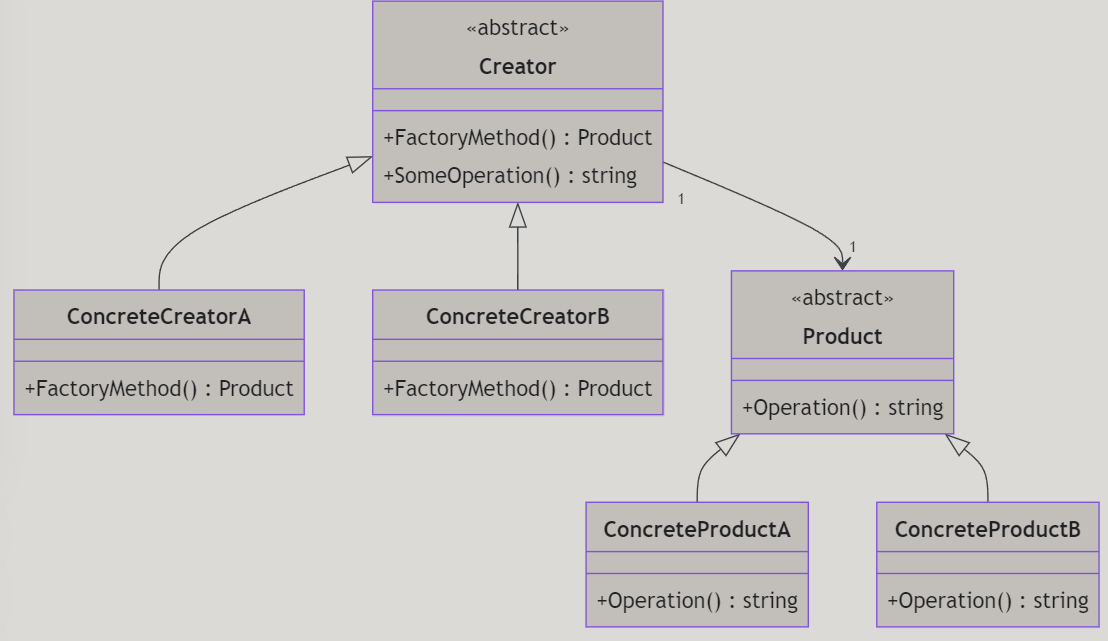 «abstract»
Creator
+FactoryMethod() : Product
+SomeOperation() : string
1
1
«abstract»
Product
+Operation() : string
ConcreteCreatorA
+FactoryMethod() : Product
ConcreteCreatorB
+FactoryMethod() : Product
ConcreteProductA
+Operation() : string
ConcreteProductB
+Operation() : string